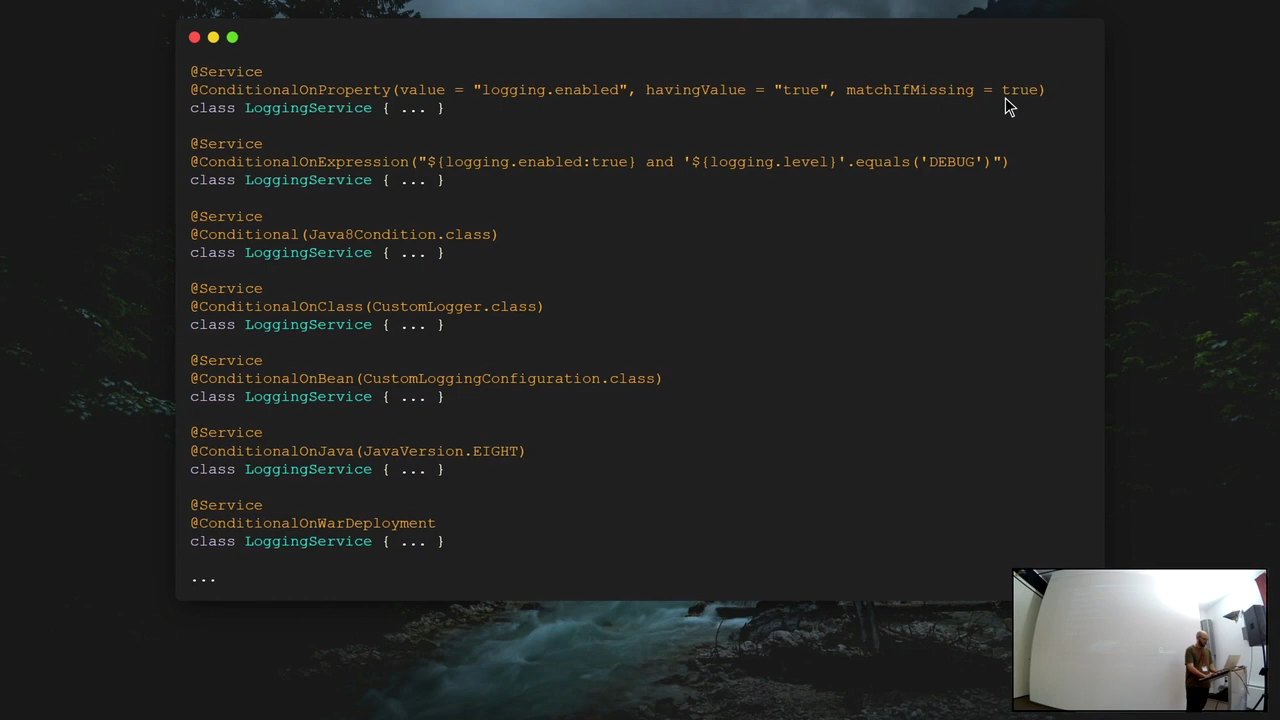 @Service
@ConditionalOnProperty(value = "logging.enabled", havingValue = "true", matchIfMissing = true)
class LoggingService { ... }
@Service
@ConditionalOnExpression("${logging.enabled:true} and '${logging.level}'.equals('DEBUG')")
class LoggingService { ... }
@Service
@Conditional(Java8Condition.class)
class LoggingService { ... }
@Service
@ConditionalOnClass(CustomLogger.class)
class LoggingService { ... }
@Service
@ConditionalOnBean(CustomLoggingConfiguration.class)
class LoggingService { ... }
@Service
@ConditionalOnJava(JavaVersion.EIGHT)
class LoggingService { ... }
@Service
@ConditionalOnWarDeployment
class LoggingService { ... }
...